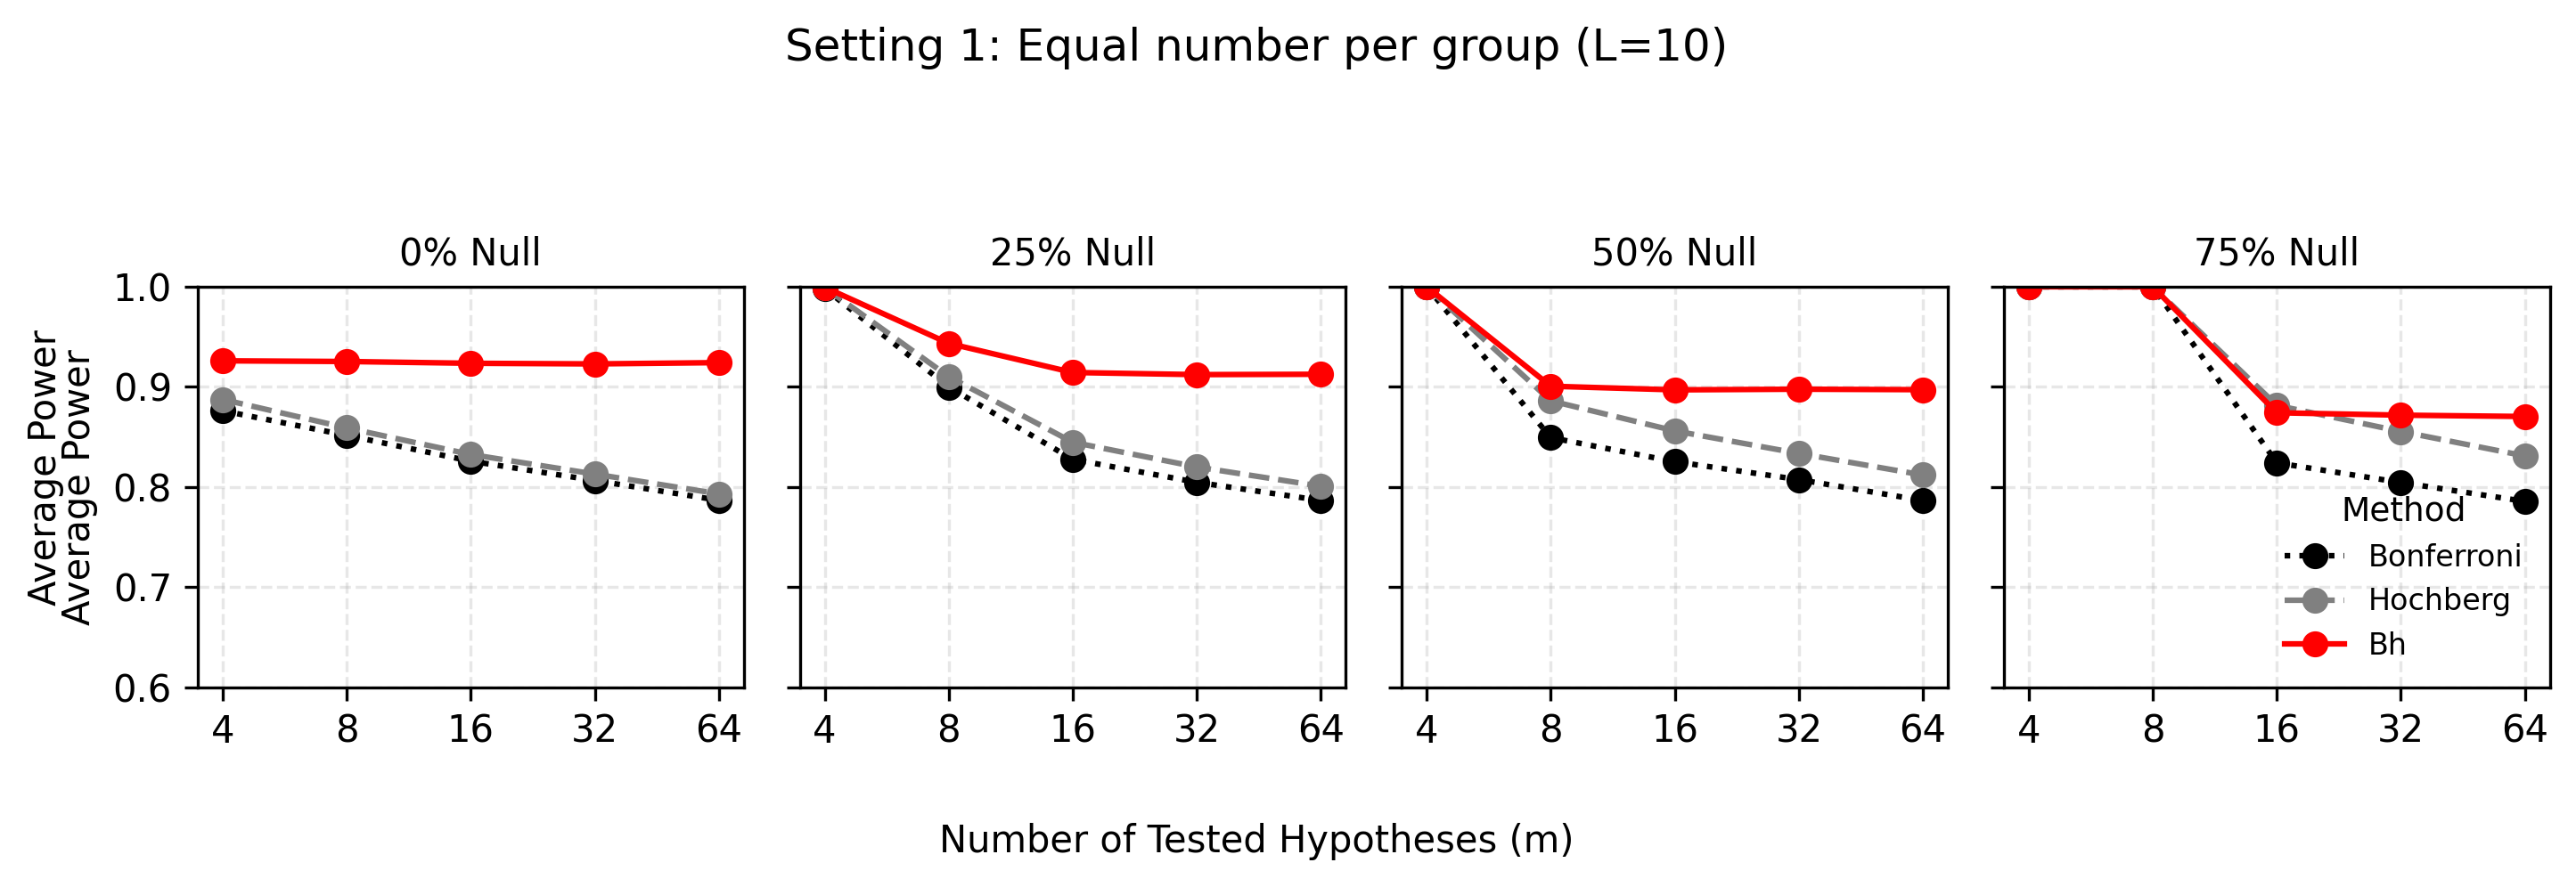 Setting 1: Equal number per group (L=10)
0% Null
25% Null
50% Null
75% Null
Average Power
Average Power
1.0
0.9
0.8
0.7
0.6
4 8 16 32 64
4 8 16 32 64
4 8 16 32 64
4 8 16 32 64
Method
Bonferroni
Hochberg
Bh
Number of Tested Hypotheses (m)